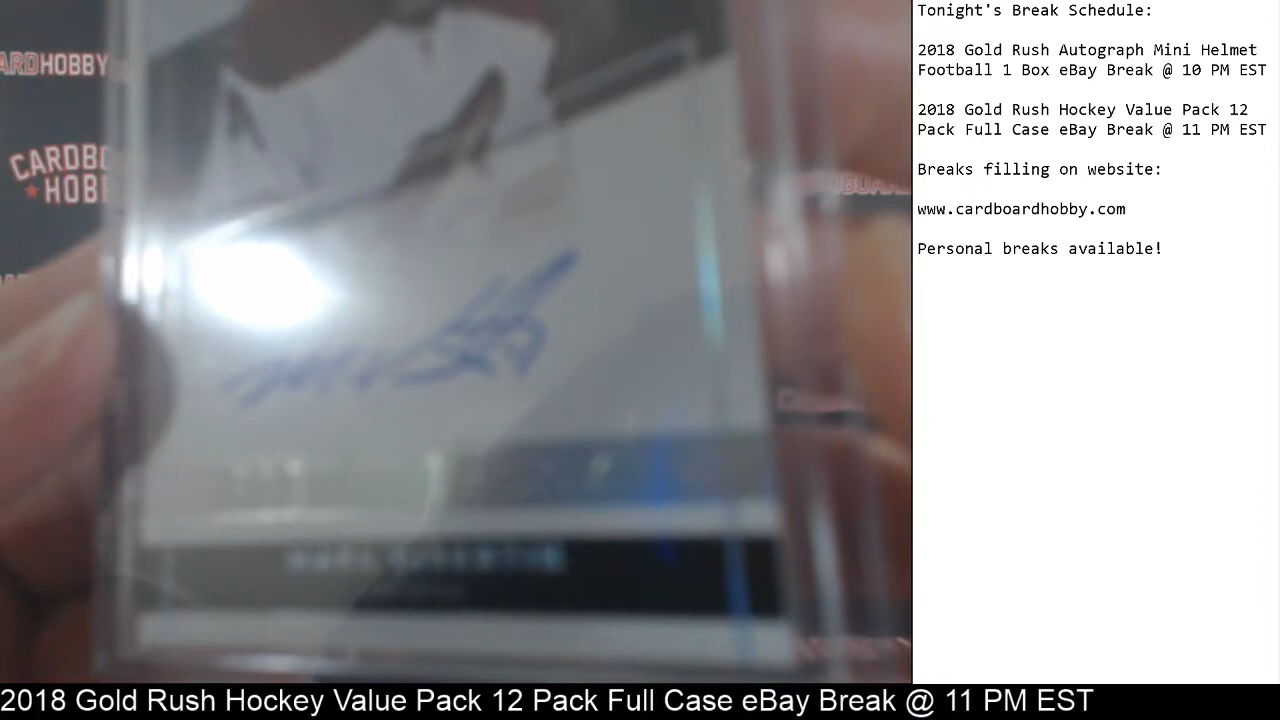 ARDHOBBY
CARDBO
HOBB
Tonight's Break Schedule:
2018 Gold Rush Autograph Mini Helmet
Football 1 Box eBay Break @ 10 PM EST
2018 Gold Rush Hockey Value Pack 12
Pack Full Case eBay Break @ 11 PM EST
Breaks filling on website:
www.cardboardhobby.com
Personal breaks available!
2018 Gold Rush Hockey Value Pack 12 Pack Full Case eBay Break @ 11 PM EST